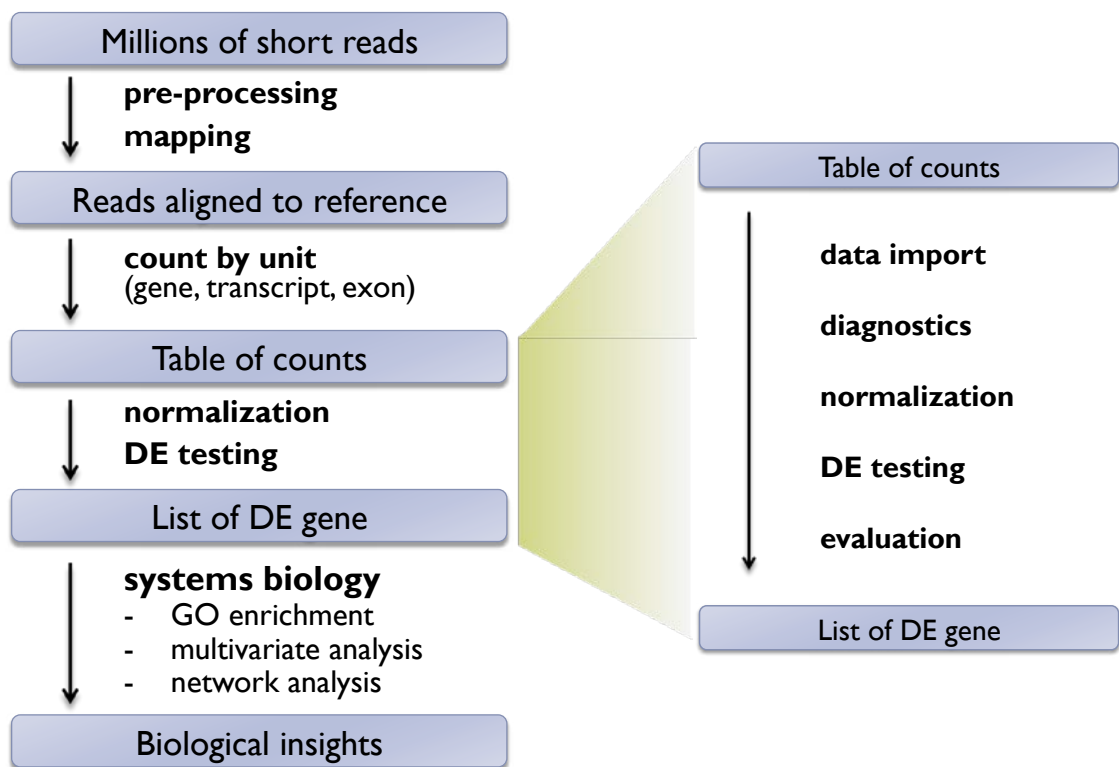 Millions of short reads
pre-processing
mapping
Reads aligned to reference
count by unit
(gene, transcript, exon)
Table of counts
normalization
DE testing
List of DE gene
systems biology
- GO enrichment
- multivariate analysis
- network analysis
Biological insights
Table of counts
data import
diagnostics
normalization
DE testing
evaluation
List of DE gene